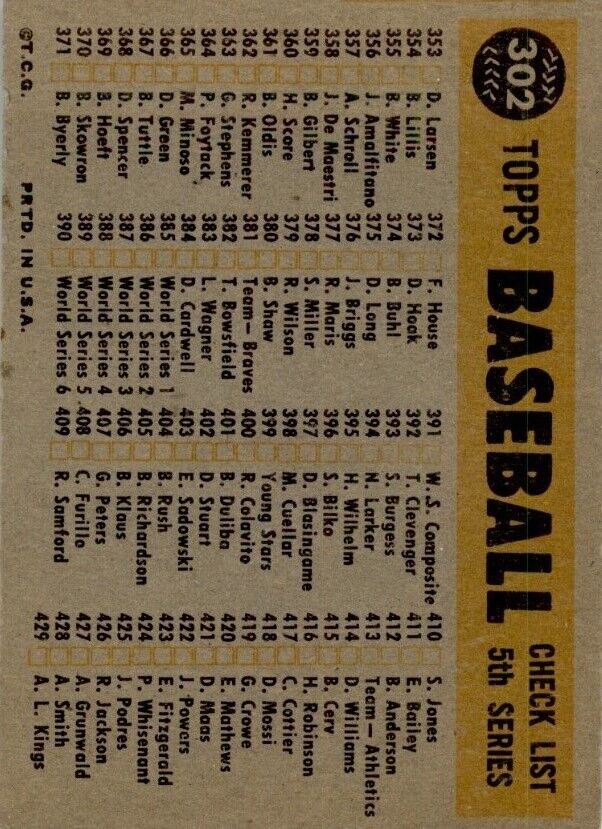 302 TOPPS BASEBALL CHECK LIST
5th SERIES
353 D. Larsen
354 B. Lillis
355 B. White
356 J. Amalfitano
357 A. Schroll
358 J. De Maestri
359 B. Gilbert
360 H. Score
361 B. Oldis
362 R. Kemmerer
363 G. Stephens
364 P. Foytack
365 M. Minoso
366 D. Green
367 B. Tuttle
368 D. Spencer
369 B. Hoeft
370 B. Skowron
371 B. Byerly
372 F. House
373 D. Hoak
374 B. Buhl
375 D. Long
376 J. Briggs
377 R. Maris
378 S. Miller
379 R. Wilson
380 B. Shaw
381 Team—Braves
382 T. Bowsfield
383 L. Wagner
384 D. Cardwell
385 World Series 1
386 World Series 2
387 World Series 3
388 World Series 4
389 World Series 5
390 World Series 6
391 W.S. Composite
392 T. Clevenger
393 S. Burgess
394 N. Larker
395 H. Wilhelm
396 S. Bilko
397 D. Blasingame
398 M. Cuellar
399 Young Stars
400 R. Colavito
401 B. Duliba
402 D. Stuart
403 E. Sadowski
404 B. Rush
405 B. Richardson
406 B. Klaus
407 G. Peters
408 C. Furillo
409 R. Samford
410 S. Jones
411 E. Bailey
412 B. Anderson
413 Team—Athletics
414 D. Williams
415 B. Cerv
416 H. Robinson
417 C. Cottier
418 D. Mossi
419 G. Crowe
420 E. Mathews
421 D. Maas
422 J. Powers
423 E. Fitzgerald
424 P. Whisenant
425 J. Podres
426 R. Jackson
427 A. Grunwald
428 A. Smith
429 A. L. Kings
©T.C.G. PRTD. IN U.S.A.